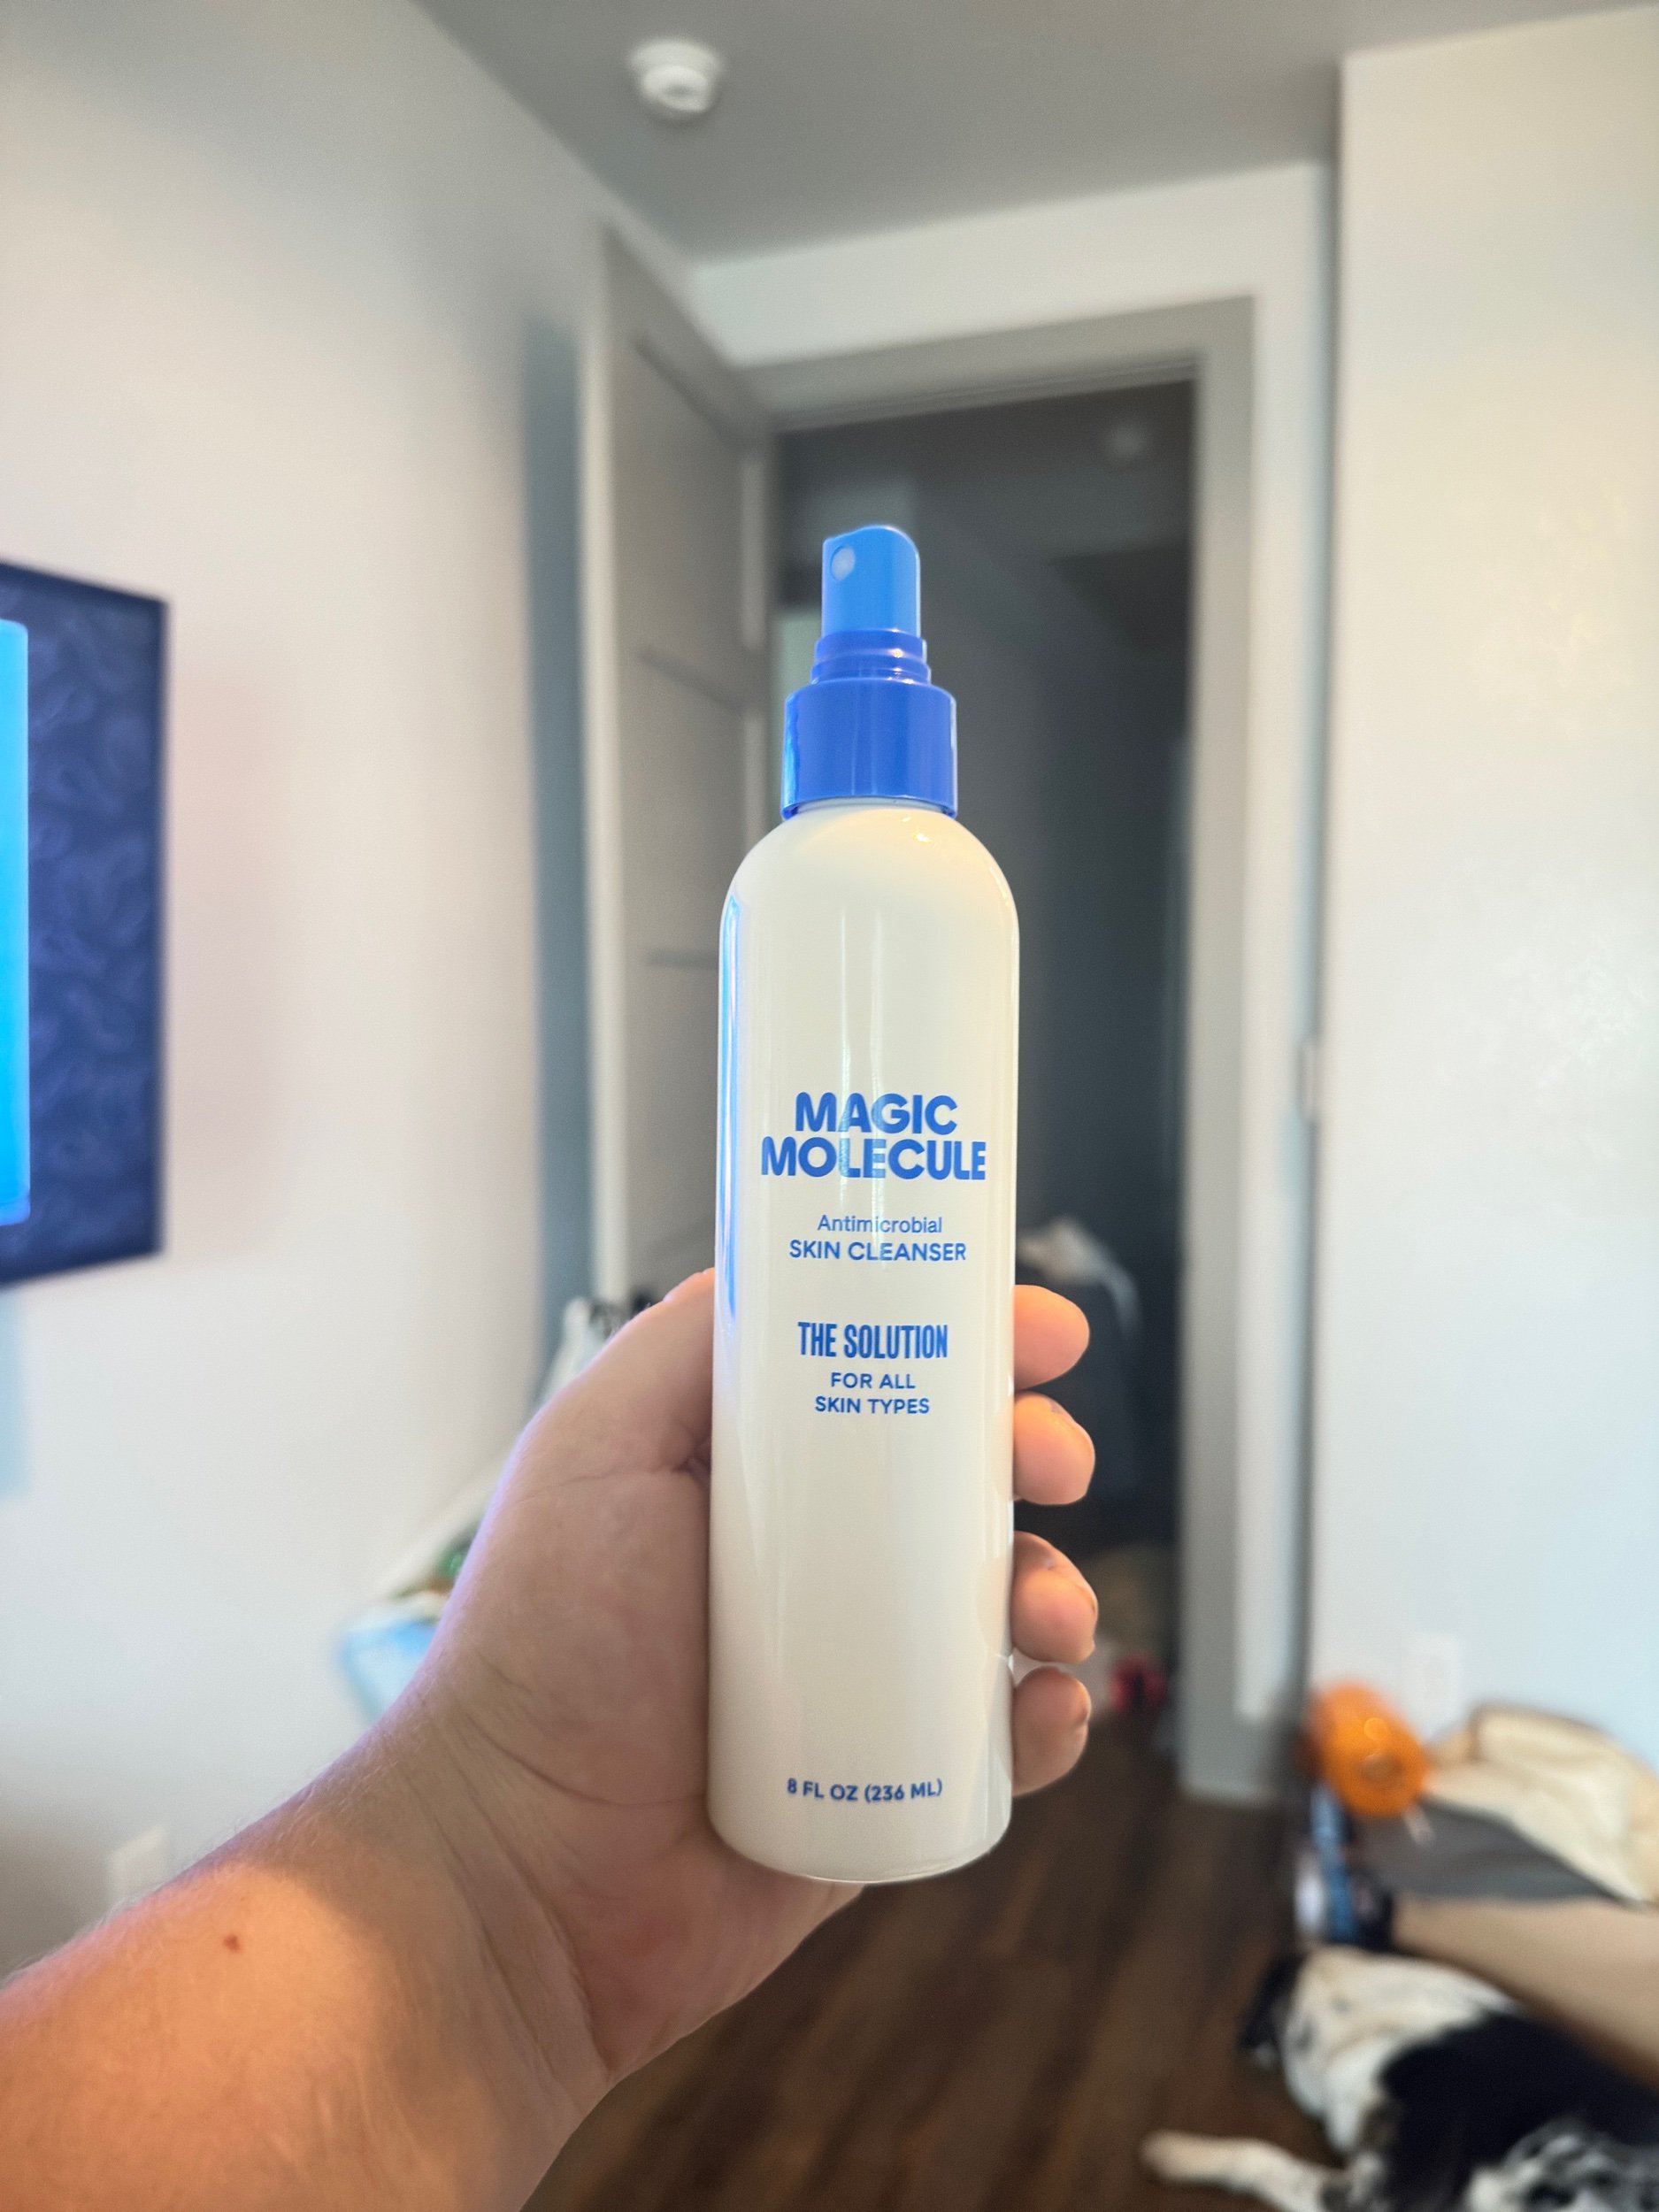 MAGIC
MOLECULE
Antimicrobial
SKIN CLEANSER
THE SOLUTION
FOR ALL
SKIN TYPES
8 FL OZ (236 ML)